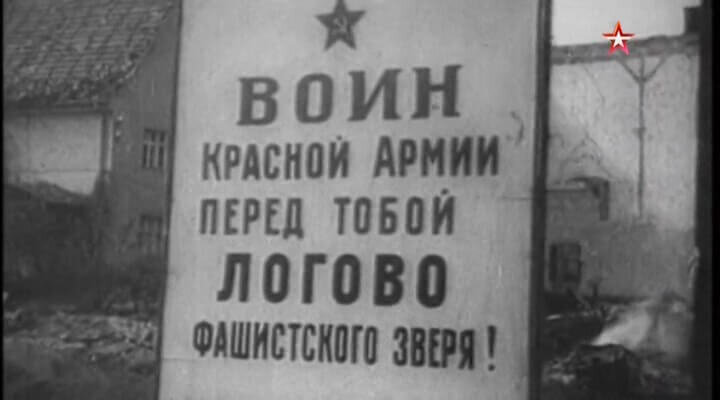 ВОИН
КРАСНОЙ АРМИИ
ПЕРЕД ТОБОЙ
ЛОГОВО
ФАШИСТСКОГО ЗВЕРЯ!